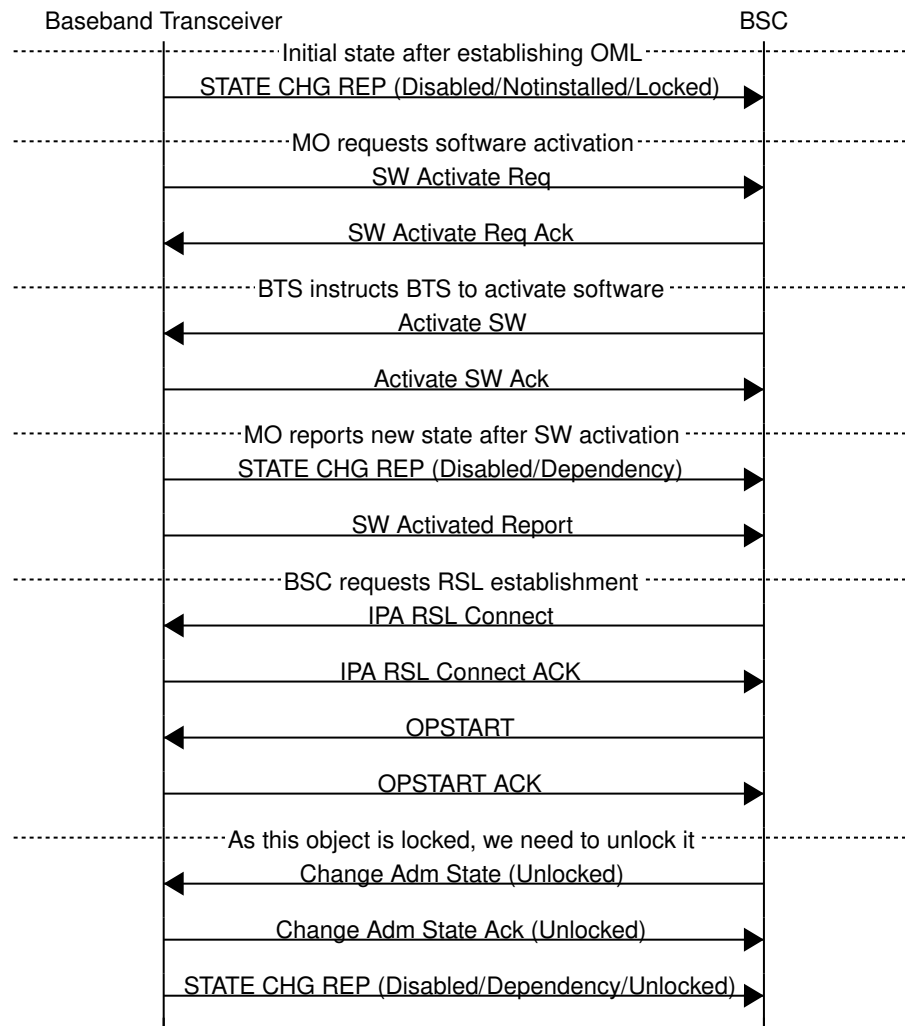 Baseband Transceiver BSC
Initial state after establishing OML
STATE CHG REP (Disabled/Notinstalled/Locked)
MO requests software activation
SW Activate Req
SW Activate Req Ack
BTS instructs BTS to activate software
Activate SW
Activate SW Ack
MO reports new state after SW activation
STATE CHG REP (Disabled/Dependency)
SW Activated Report
BSC requests RSL establishment
IPA RSL Connect
IPA RSL Connect ACK
OPSTART
OPSTART ACK
As this object is locked, we need to unlock it
Change Adm State (Unlocked)
Change Adm State Ack (Unlocked)
STATE CHG REP (Disabled/Dependency/Unlocked)